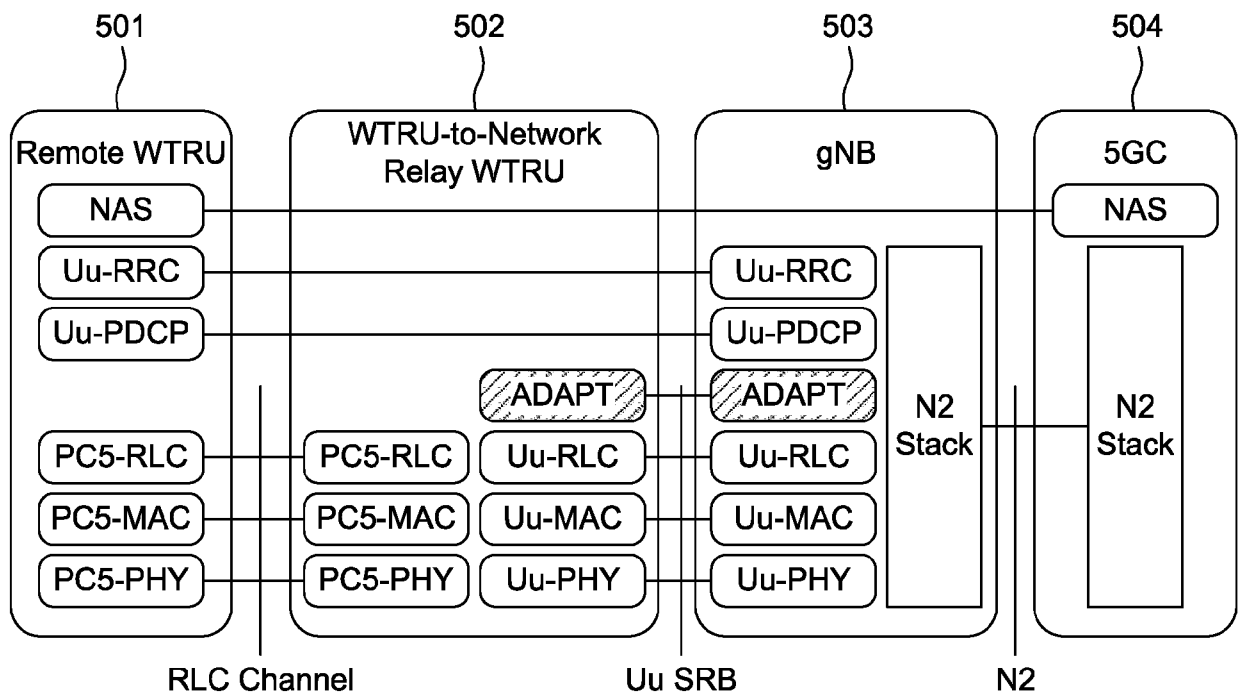 501
502
503
504
Remote WTRU
WTRU-to-Network
Relay WTRU
gNB
5GC
NAS
NAS
Uu-RRC
Uu-RRC
Uu-PDCP
Uu-PDCP
ADAPT
ADAPT
N2
Stack
N2
Stack
PC5-RLC
PC5-RLC
Uu-RLC
Uu-RLC
PC5-MAC
PC5-MAC
Uu-MAC
Uu-MAC
PC5-PHY
PC5-PHY
Uu-PHY
Uu-PHY
RLC Channel
Uu SRB
N2